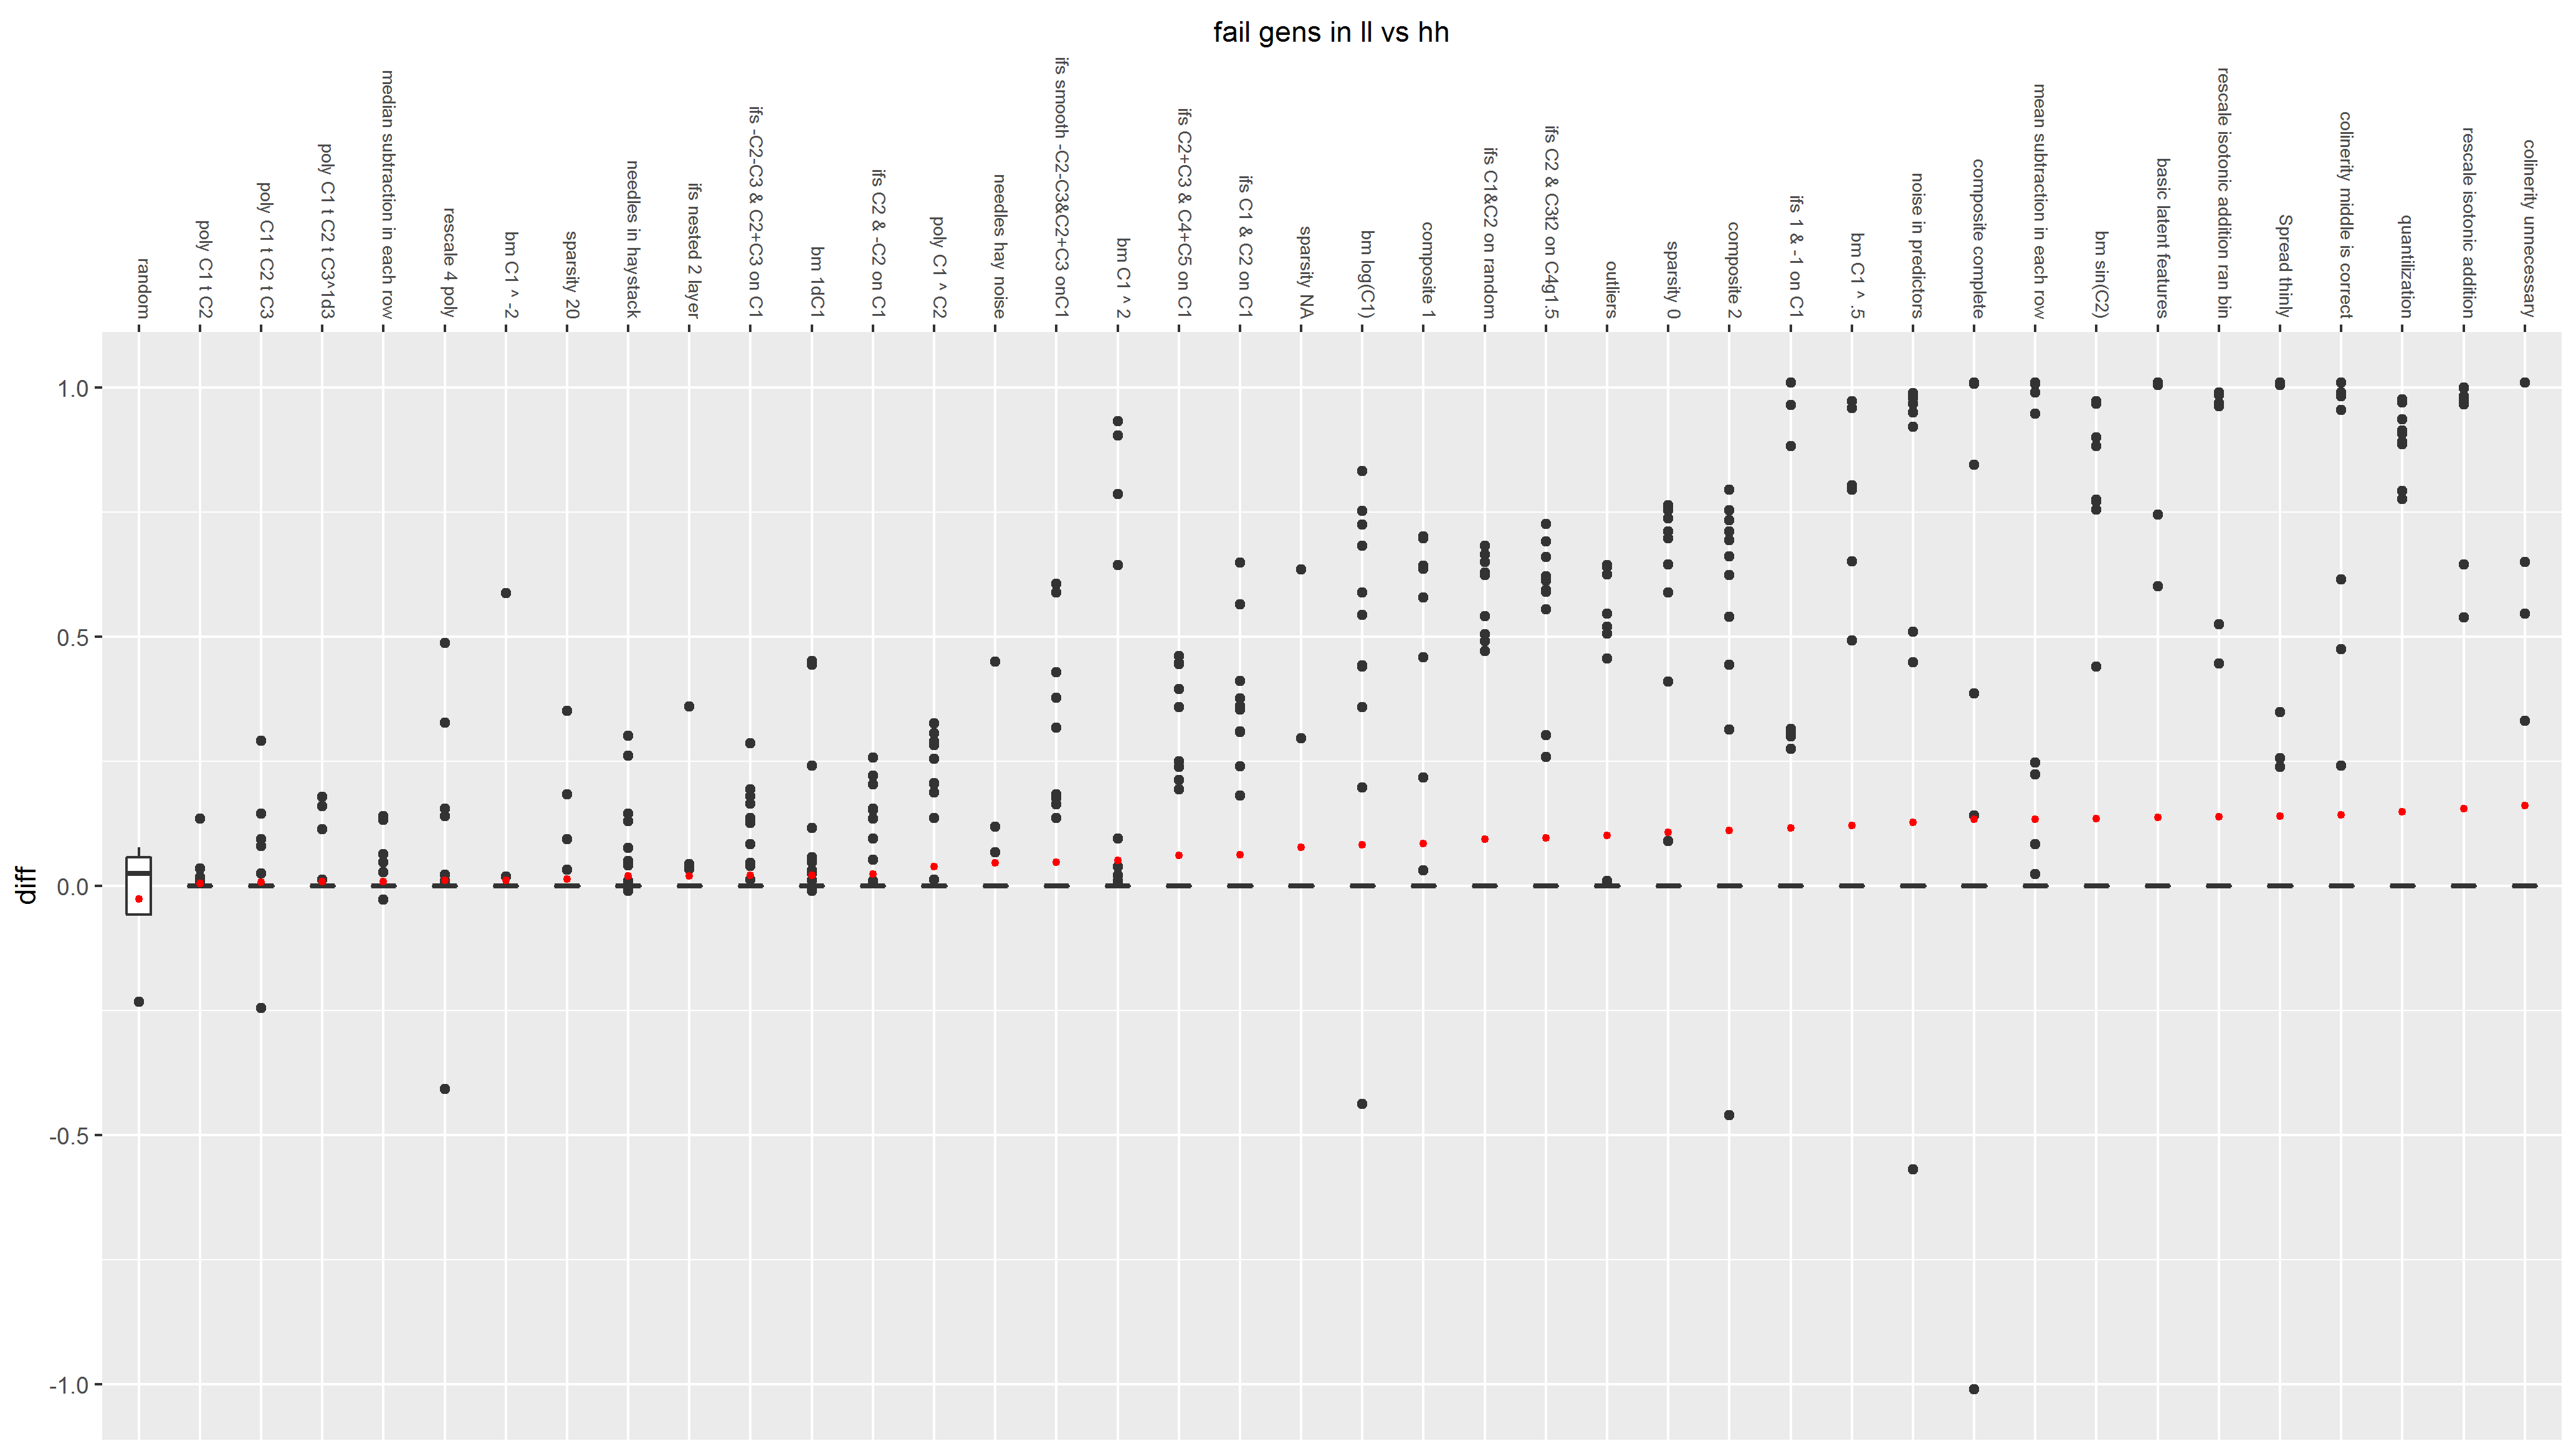 fail gens in ll vs hh
random
poly C1 t C2
poly C1 t C2 t C3
poly C1 t C2 t C3^1d3
median subtraction in each row
rescale 4 poly
bm C1 ^ -2
sparsity 20
needles in haystack
ifs nested 2 layer
ifs -C2-C3 & C2+C3 on C1
bm 1dC1
ifs C2 & -C2 on C1
poly C1 ^ C2
needles hay noise
ifs smooth -C2-C3&C2+C3 onC1
bm C1 ^ 2
ifs C2+C3 & C4+C5 on C1
ifs C1 & C2 on C1
sparsity NA
bm log(C1)
composite 1
ifs C1&C2 on random
ifs C2 & C3t2 on C4g1.5
outliers
sparsity 0
composite 2
ifs 1 & -1 on C1
bm C1 ^ .5
noise in predictors
composite complete
mean subtraction in each row
bm sin(C2)
basic latent features
rescale isotonic addition ran bin
Spread thinly
colinerity middle is correct
quantilization
rescale isotonic addition
colinerity unnecessary
1.0
0.5
0.0
-0.5
-1.0
diff